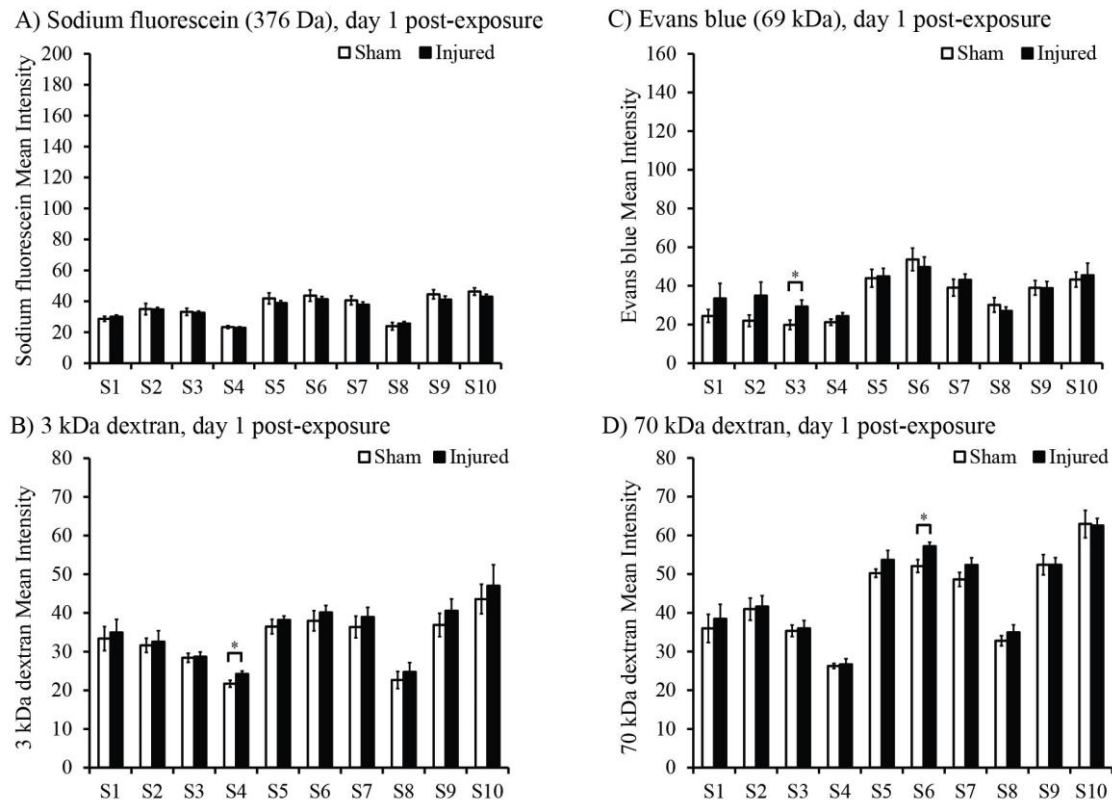 A) Sodium fluorescein (376 Da), day 1 post-exposure
Sodium fluorescein Mean Intensity
200
180
160
140
120
100
80
60
40
20
0
Sham Injured
S1 S2 S3 S4 S5 S6 S7 S8 S9 S10
B) 3 kDa dextran, day 1 post-exposure
3 kDa dextran Mean Intensity
80
70
60
50
40
30
20
10
0
Sham Injured
*
S1 S2 S3 S4 S5 S6 S7 S8 S9 S10
C) Evans blue (69 kDa), day 1 post-exposure
Evans blue Mean Intensity
160
140
120
100
80
60
40
20
0
Sham Injured
*
S1 S2 S3 S4 S5 S6 S7 S8 S9 S10
D) 70 kDa dextran, day 1 post-exposure
70 kDa dextran Mean Intensity
80
70
60
50
40
30
20
10
0
Sham Injured
*
S1 S2 S3 S4 S5 S6 S7 S8 S9 S10